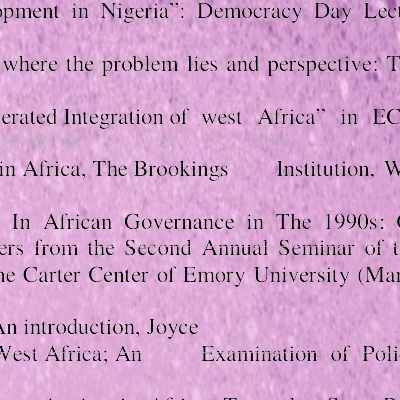 opment in Nigeria”: Democracy Day Lect
where the problem lies and perspective: T
erated Integration of west Africa” in EC
in Africa, The Brookings Institution, W
In African Governance in The 1990s:
ers from the Second Annual Seminar of t
he Carter Center of Emory University (Mar
An introduction, Joyce
West Africa; An Examination of Poli